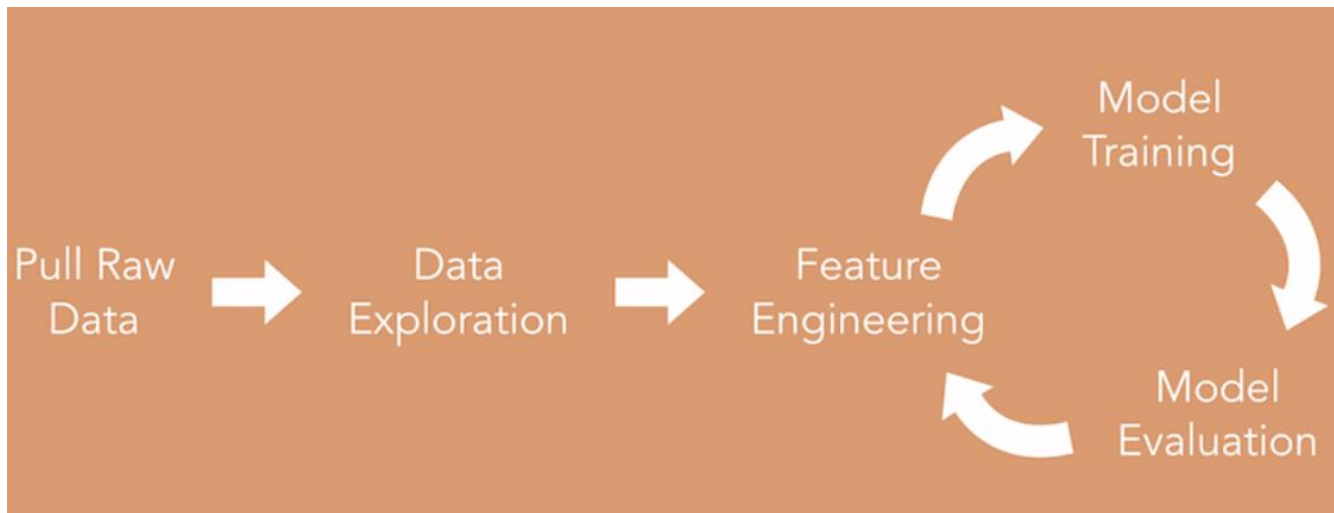 Pull Raw
Data
Data
Exploration
Feature
Engineering
Model
Training
Model
Evaluation